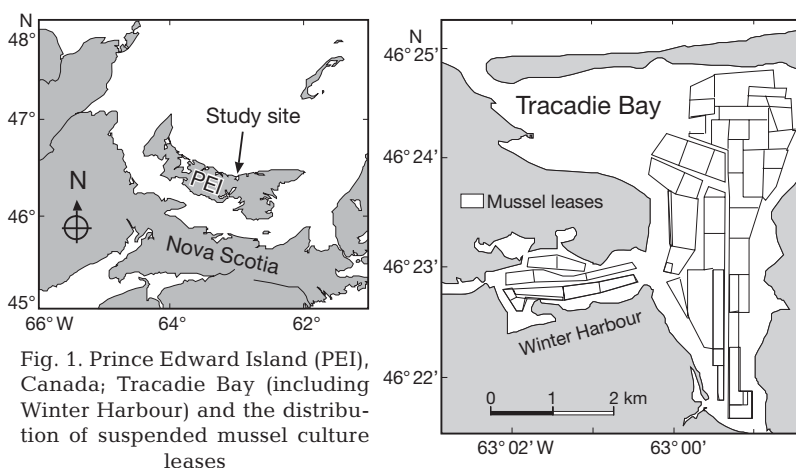 N
48°
47°
46°
45°
66° W
64°
62°
Study site
PEI
N
Nova Scotia
Fig. 1. Prince Edward Island (PEI),
Canada; Tracadie Bay (including
Winter Harbour) and the distribu-
tion of suspended mussel culture
leases
N
46° 25’
46° 24’
46° 23’
46° 22’
Tracadie Bay
Mussel leases
Winter Harbour
0 1 2 km
63° 02’ W
63° 00’